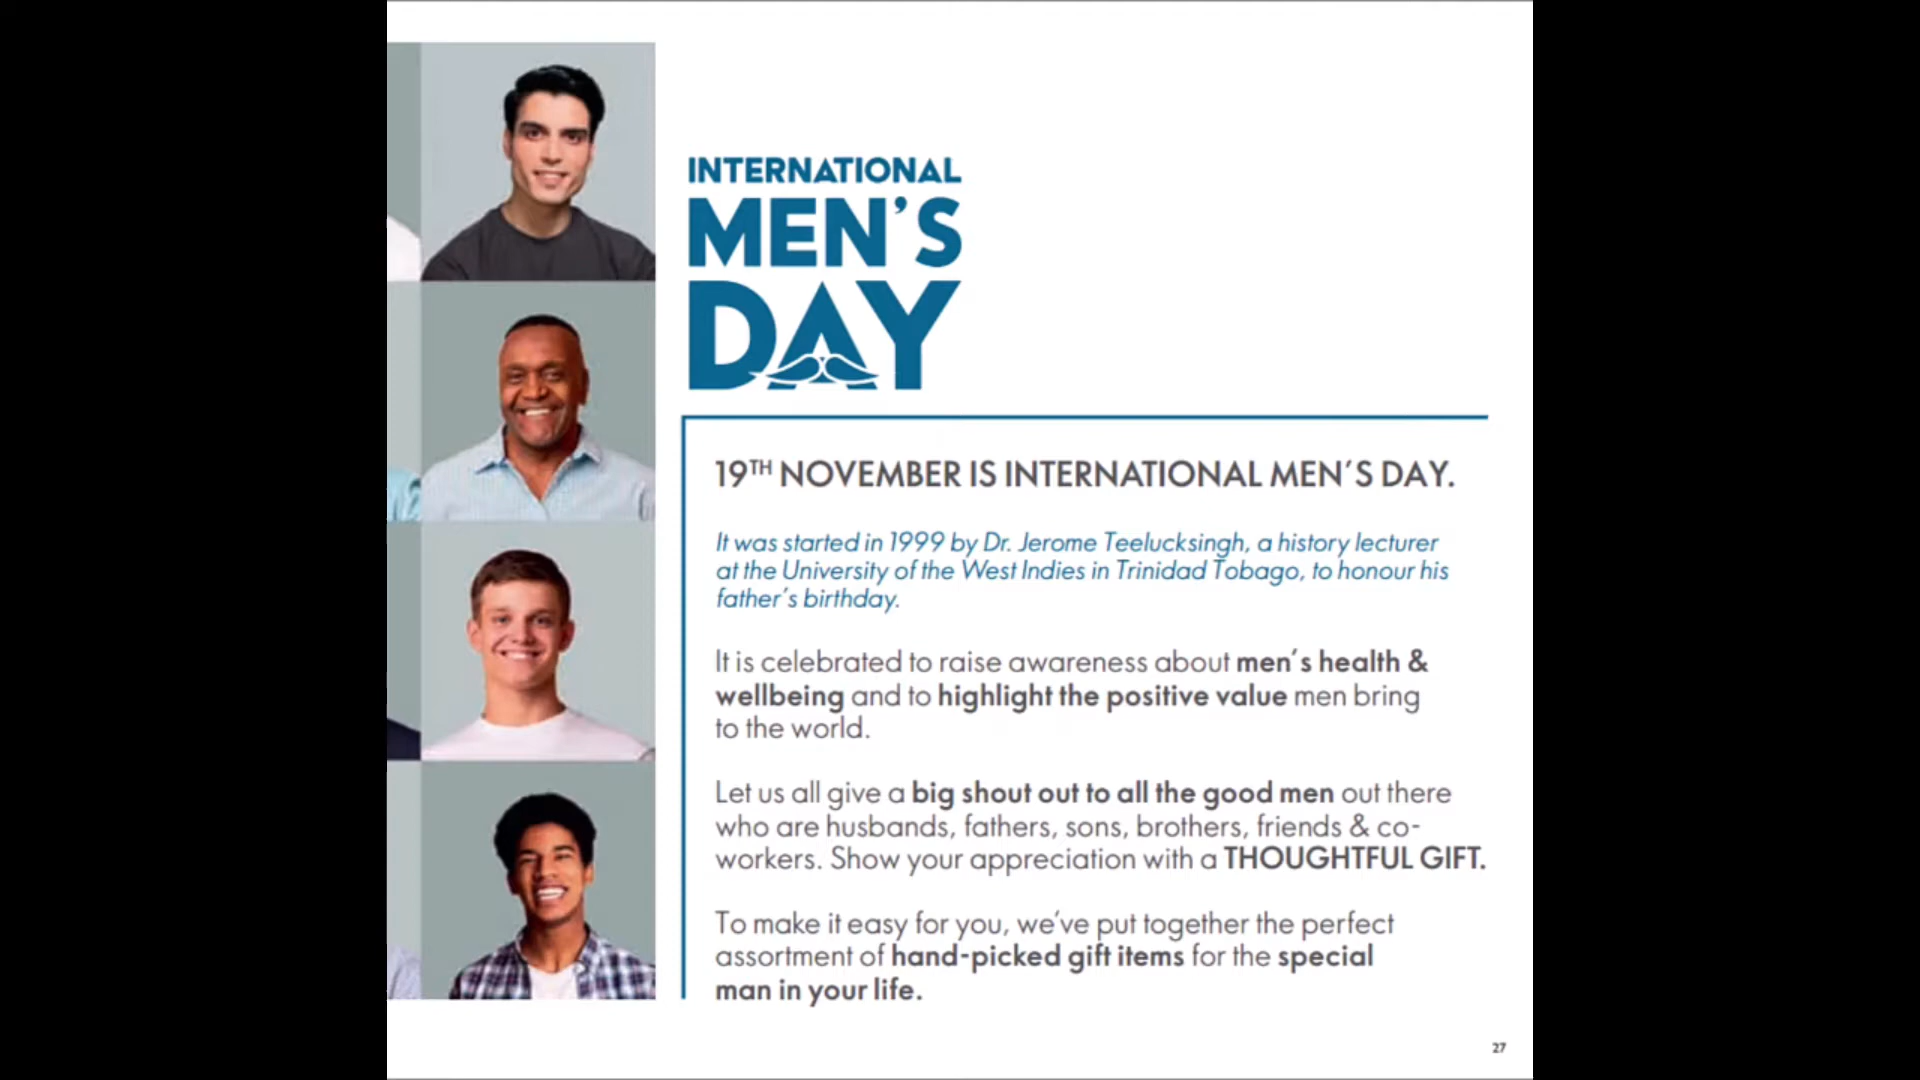 INTERNATIONAL
MEN'S
DAY
19TH NOVEMBER IS INTERNATIONAL MEN'S DAY.
It was started in 1999 by Dr. Jerome Teelucksingh, a history lecturer
at the University of the West Indies in Trinidad Tobago, to honour his
father's birthday.
It is celebrated to raise awareness about men's health &
wellbeing and to highlight the positive value men bring
to the world.
Let us all give a big shout out to all the good men out there
who are husbands, fathers, sons, brothers, friends & co-
workers. Show your appreciation with a THOUGHTFUL GIFT.
To make it easy for you, we've put together the perfect
assortment of hand-picked gift items for the special
man in your life.
27